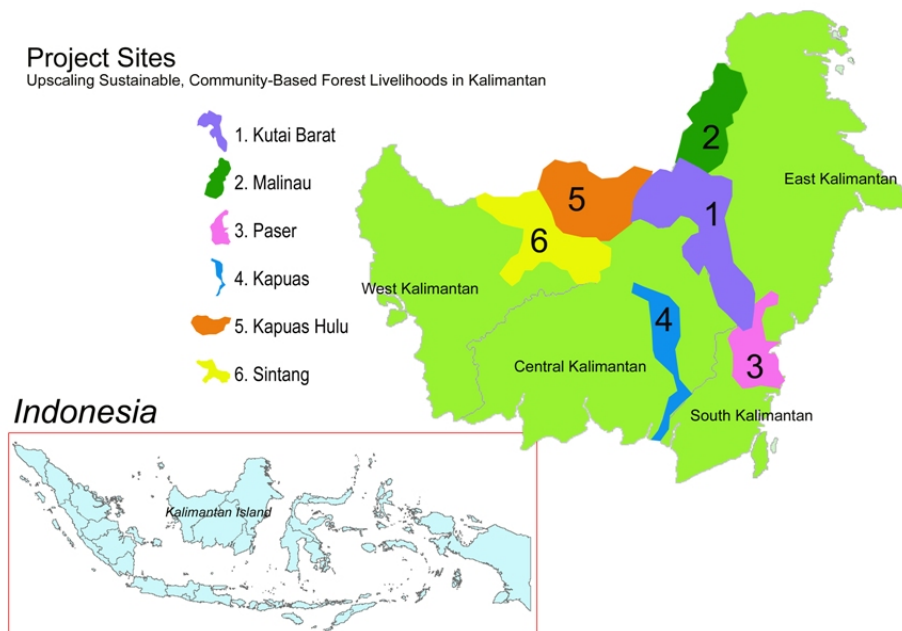 Project Sites
Upscaling Sustainable, Community-Based Forest Livelihoods in Kalimantan
1. Kutai Barat
2. Malinau
3. Paser
4. Kapuas
5. Kapuas Hulu
6. Sintang
2
East Kalimantan
5
1
6
West Kalimantan
4
Central Kalimantan
3
South Kalimantan
Indonesia
Kalimantan Island